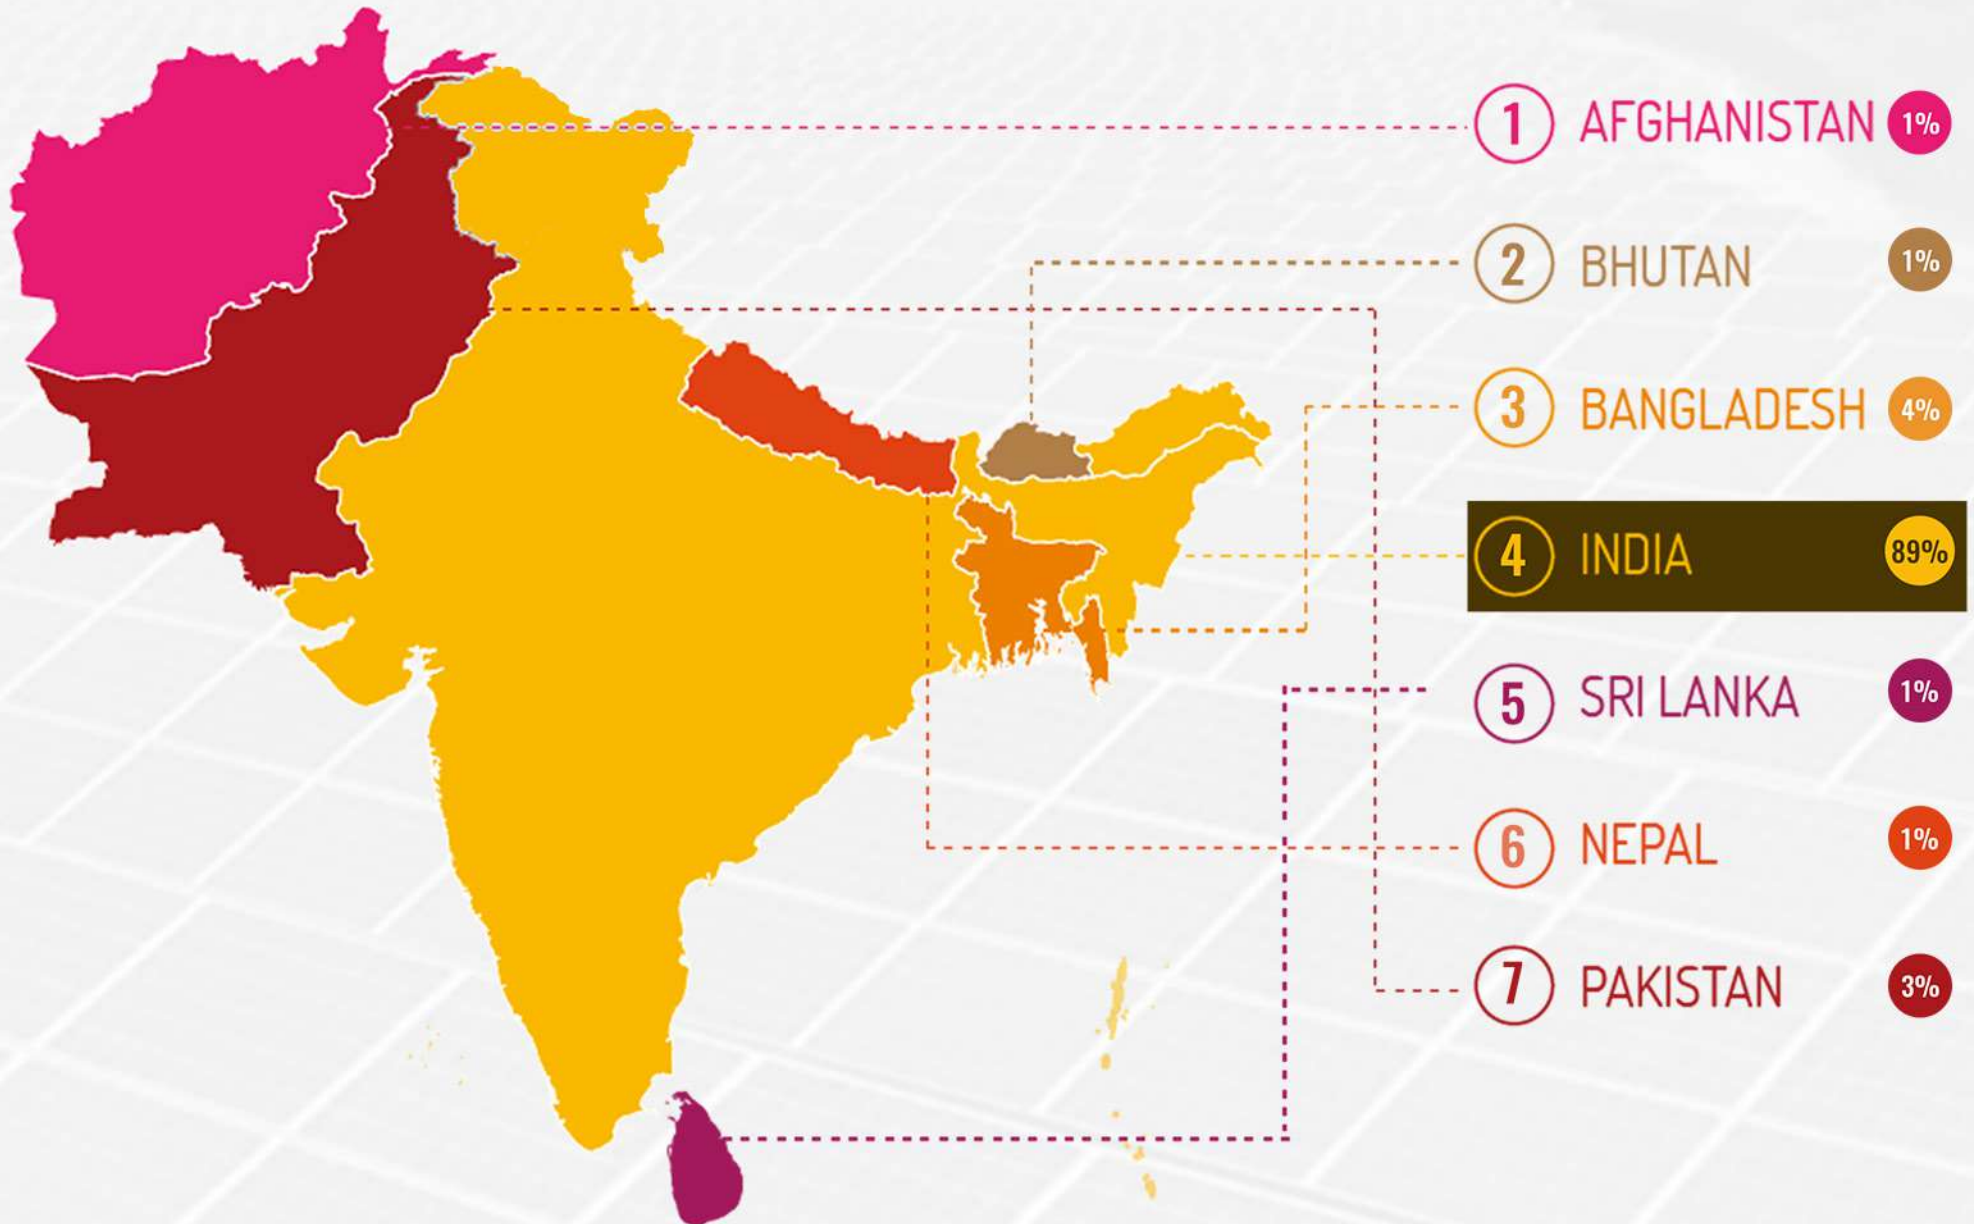 1 AFGHANISTAN 1%
2 BHUTAN 1%
3 BANGLADESH 4%
4 INDIA 89%
5 SRI LANKA 1%
6 NEPAL 1%
7 PAKISTAN 3%